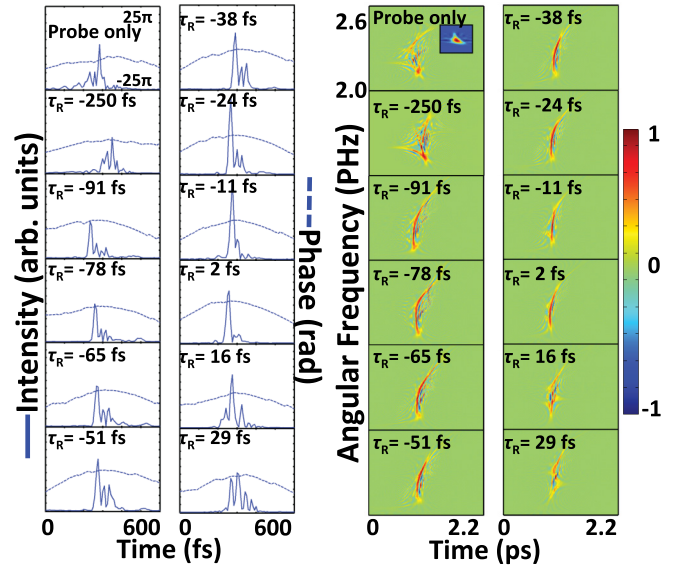 25π
Probe only
-25π
τR= -250 fs
τR= -91 fs
τR= -78 fs
τR= -65 fs
τR= -51 fs
τR= -38 fs
τR= -24 fs
τR= -11 fs
τR= 2 fs
τR= 16 fs
τR= 29 fs
Intensity (arb. units)
Phase (rad)
0
600
0
600
Time (fs)
2.6
2.0
Angular Frequency (PHz)
Probe only
τR= -250 fs
τR= -91 fs
τR= -78 fs
τR= -65 fs
τR= -51 fs
τR= -38 fs
τR= -24 fs
τR= -11 fs
τR= 2 fs
τR= 16 fs
τR= 29 fs
0
2.2
0
2.2
Time (ps)
1
0
-1